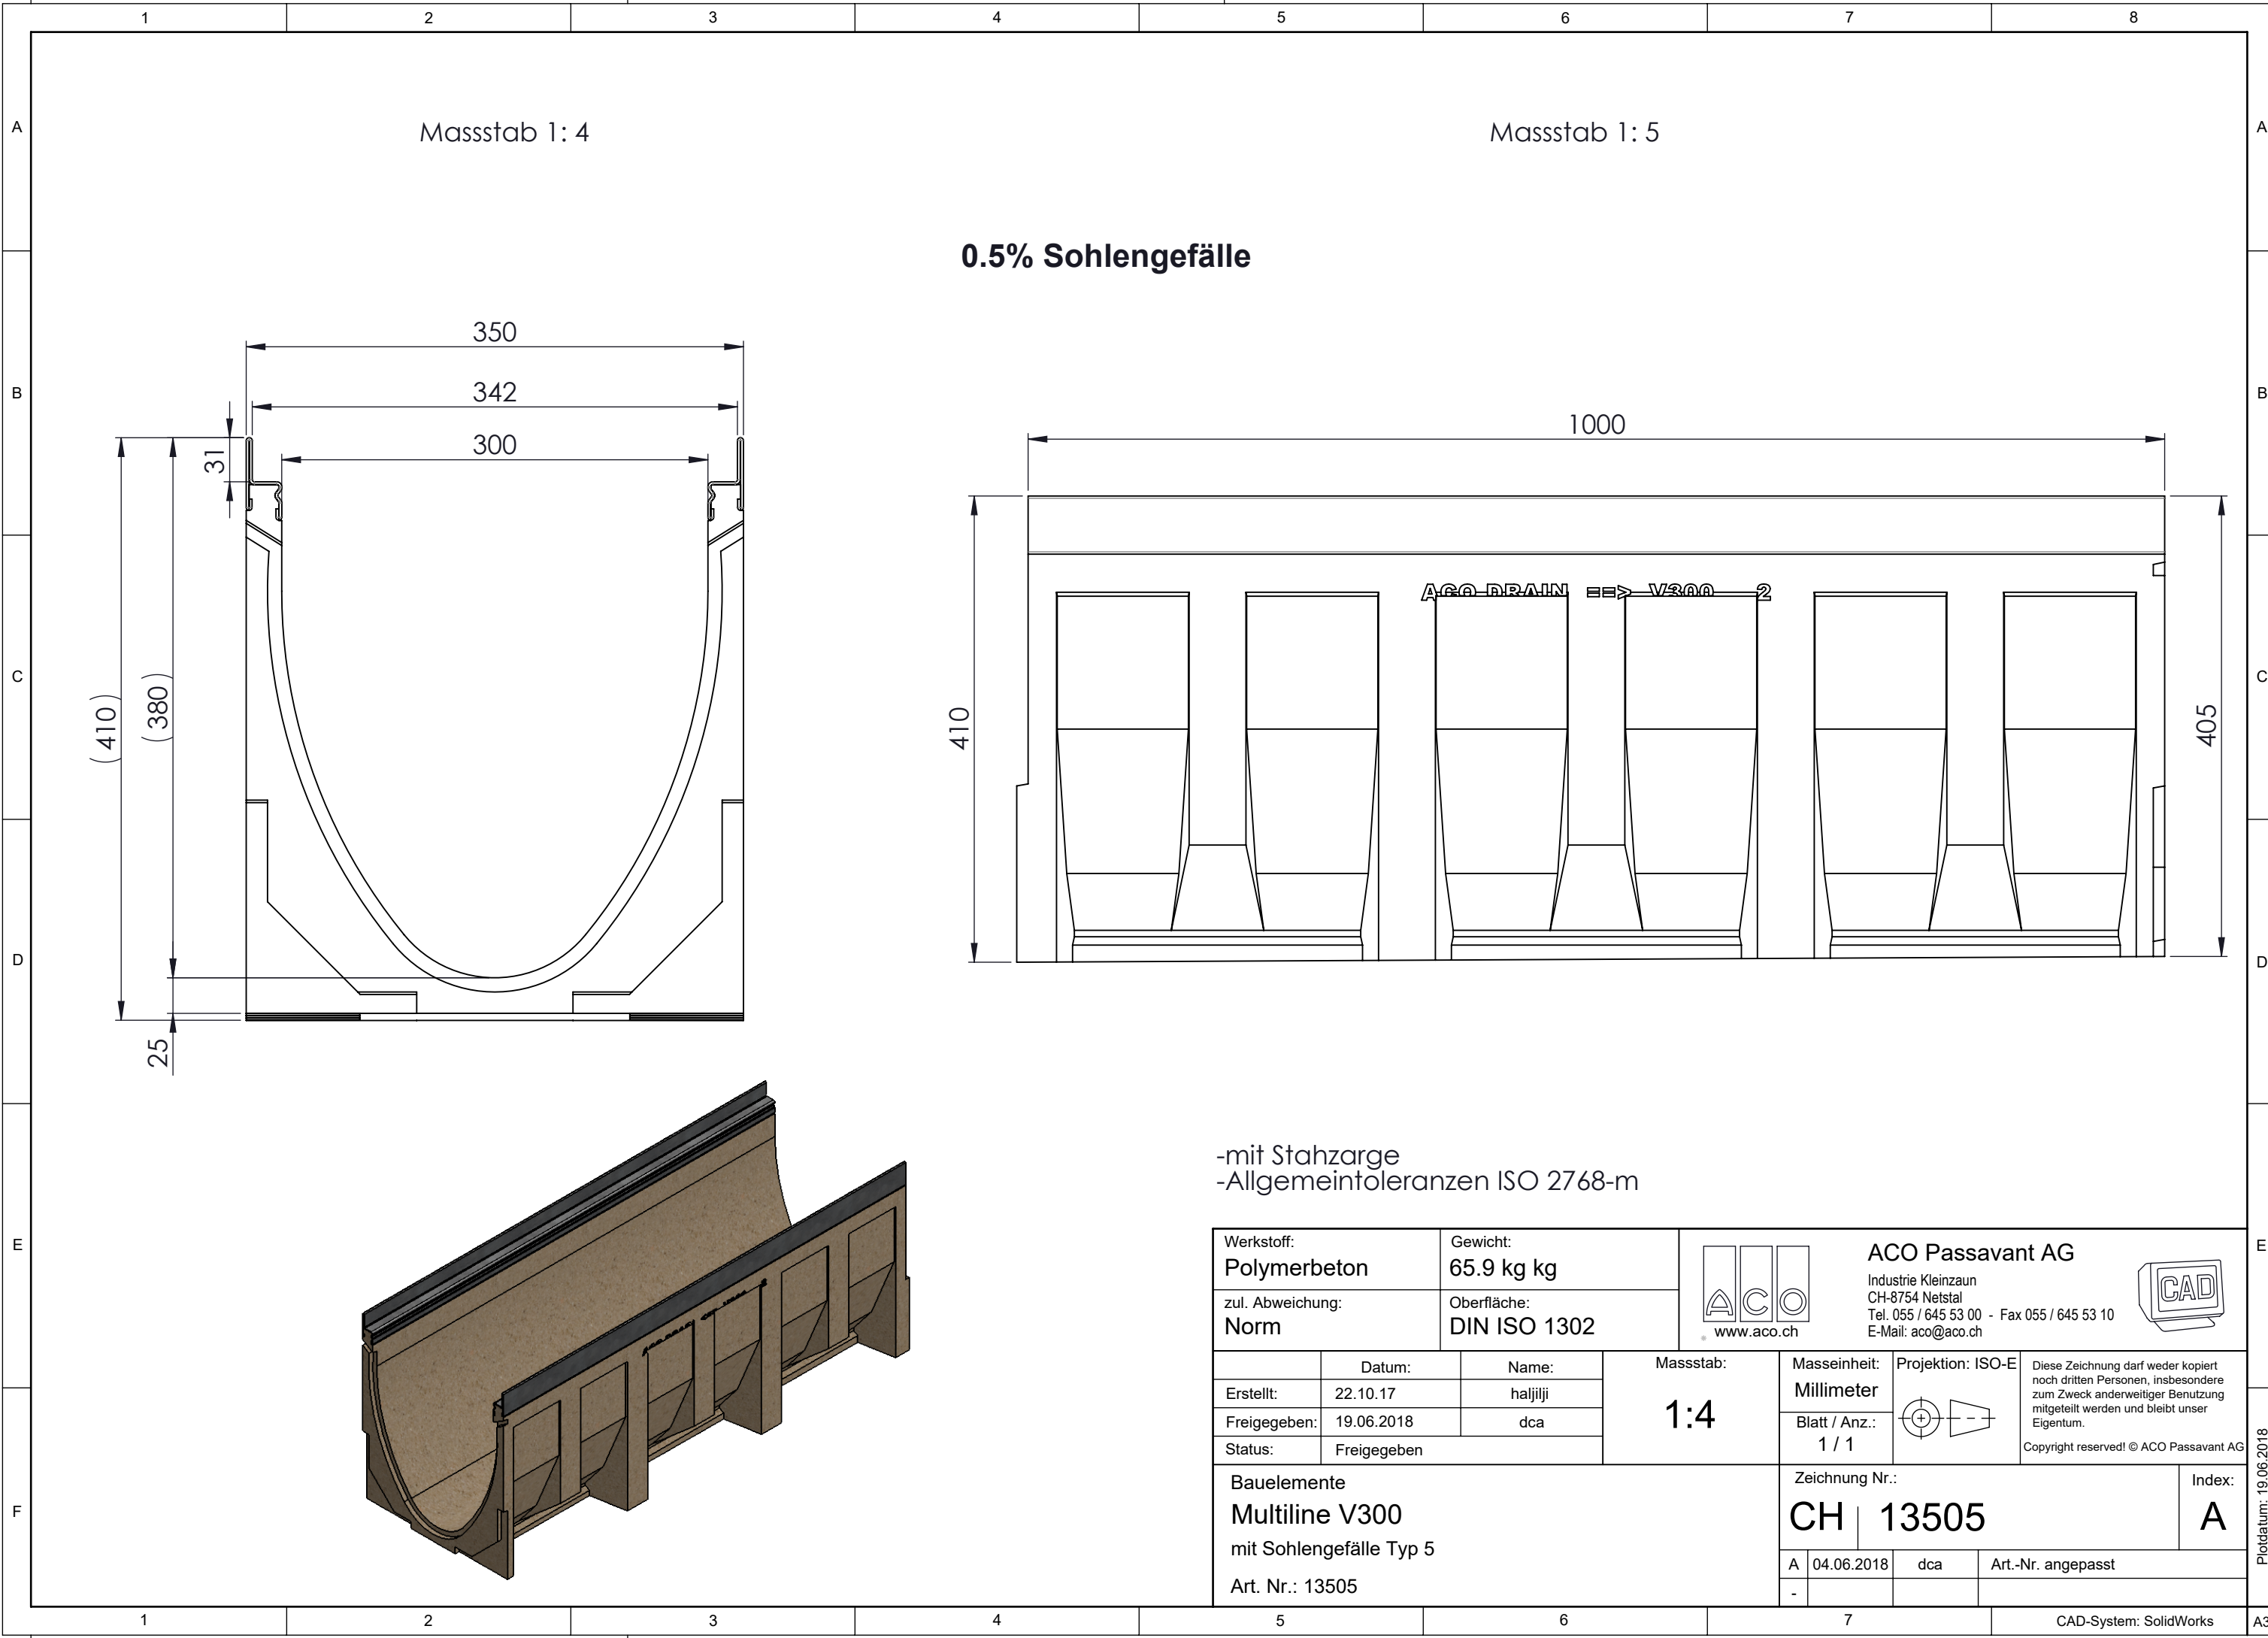 1 2 3 4 5 6 7 8
A A
Massstab 1: 4
Massstab 1: 5
0.5% Sohlengefälle
350
342
300
31
B B
1000
ACO DRAIN ==> V300 2
C C
(410)
(380)
410
405
D D
25
-mit Stahzarge
-Allgemeintoleranzen ISO 2768-m
E E
Werkstoff:
Polymerbeton
Gewicht:
65.9 kg kg
zul. Abweichung:
Norm
Oberfläche:
DIN ISO 1302
ACO
www.aco.ch
ACO Passavant AG
Industrie Kleinzaun
CH-8754 Netstal
Tel. 055 / 645 53 00 - Fax 055 / 645 53 10
E-Mail: aco@aco.ch
CAD
Datum: Name:
Erstellt: 22.10.17 haljilji
Freigegeben: 19.06.2018 dca
Status: Freigegeben
Massstab:
1:4
Masseinheit:
Millimeter
Blatt / Anz.:
1 / 1
Projektion: ISO-E
Diese Zeichnung darf weder kopiert
noch dritten Personen, insbesondere
zum Zweck anderweitiger Benutzung
mitgeteilt werden und bleibt unser
Eigentum.
Copyright reserved! © ACO Passavant AG
Bauelemente
Multiline V300
mit Sohlengefälle Typ 5
Art. Nr.: 13505
Zeichnung Nr.:
CH 13505
Index:
A
A 04.06.2018 dca Art.-Nr. angepasst
-
F
Plotdatum: 19.06.2018
1 2 3 4 5 6 7
CAD-System: SolidWorks
A3